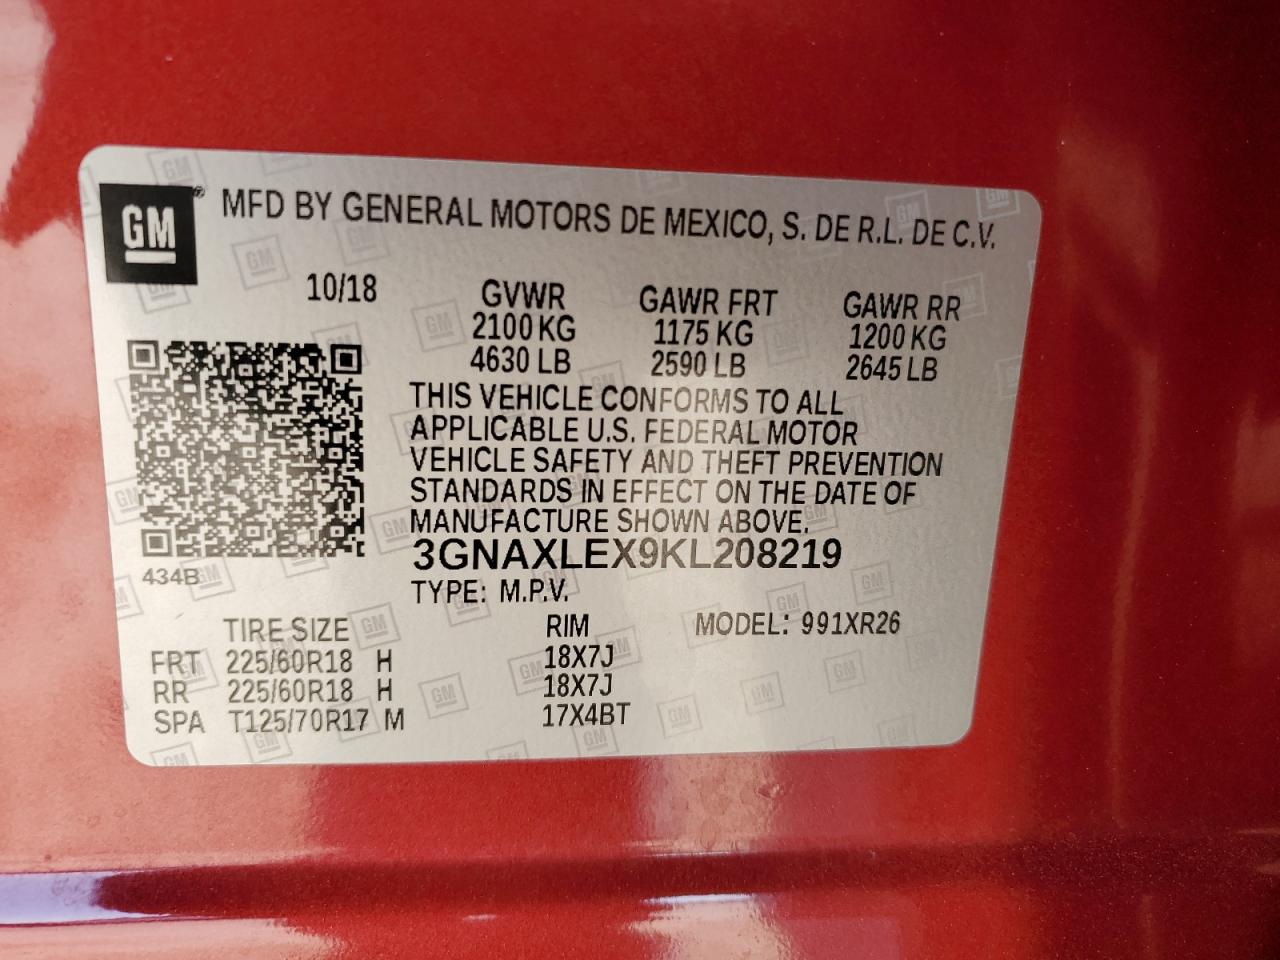 GM® MFD BY GENERAL MOTORS DE MEXICO, S. DE R.L. DE C.V.
10/18 GVWR GAWR FRT GAWR RR
2100 KG 1175 KG 1200 KG
4630 LB 2590 LB 2645 LB
THIS VEHICLE CONFORMS TO ALL
APPLICABLE U.S. FEDERAL MOTOR
VEHICLE SAFETY AND THEFT PREVENTION
STANDARDS IN EFFECT ON THE DATE OF
MANUFACTURE SHOWN ABOVE.
3GNAXLEX9KL208219
434B
TYPE: M.P.V.
TIRE SIZE RIM MODEL: 991XR26
FRT 225/60R18 H 18X7J
RR 225/60R18 H 18X7J
SPA T125/70R17 M 17X4BT